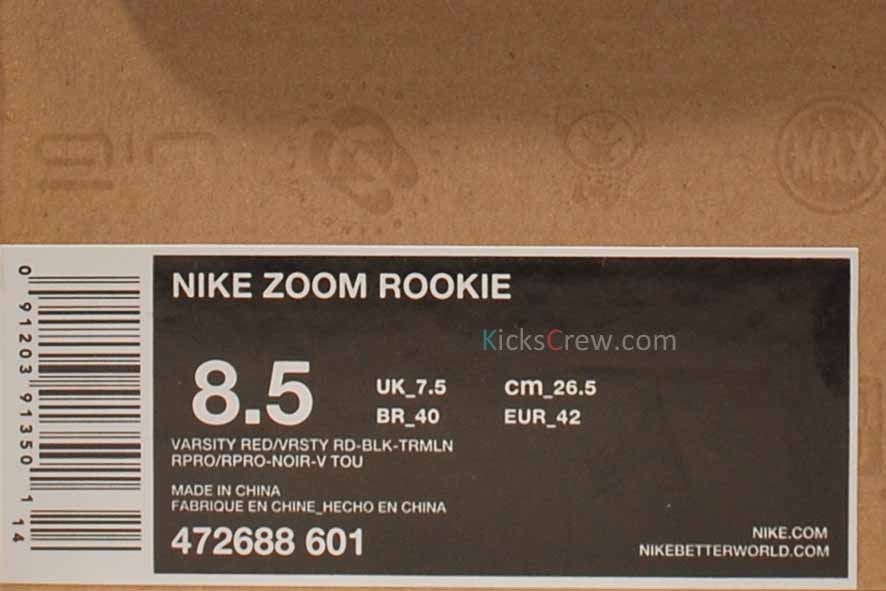 MAX
NIKE ZOOM ROOKIE
KicksCrew.com
8.5
UK_7.5 cm_26.5
BR_40 EUR_42
VARSITY RED/VRSTY RD-BLK-TRMLN
RPRO/RPRO-NOIR-V TOU
MADE IN CHINA
FABRIQUE EN CHINE_HECHO EN CHINA
472688 601
NIKE.COM
NIKEBETTERWORLD.COM
0 91203 91350 1 14